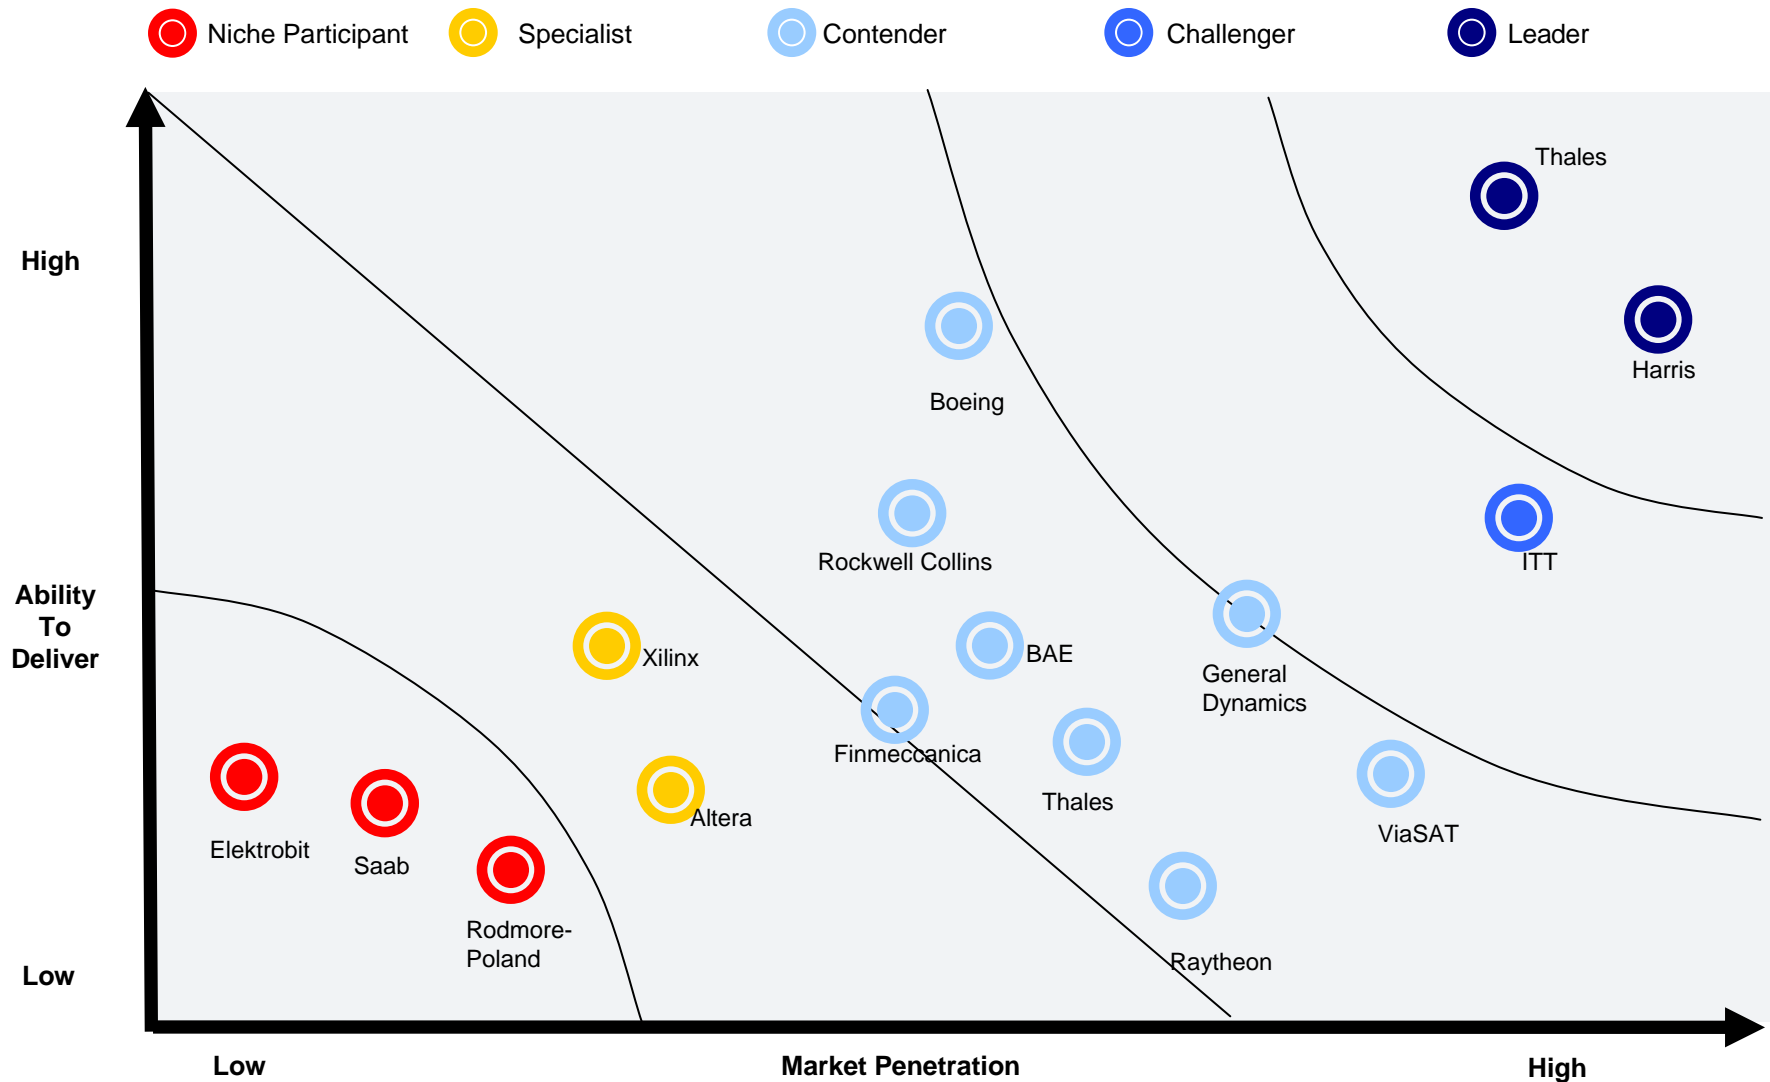 Niche Participant
Specialist
Contender
Challenger
Leader
Thales
High
Harris
Boeing
Rockwell Collins
ITT
Ability
To
Deliver
Xilinx
BAE
General
Dynamics
Finmeccanica
Thales
Altera
ViaSAT
Elektrobit
Saab
Rodmore-
Poland
Raytheon
Low
Low
Market Penetration
High